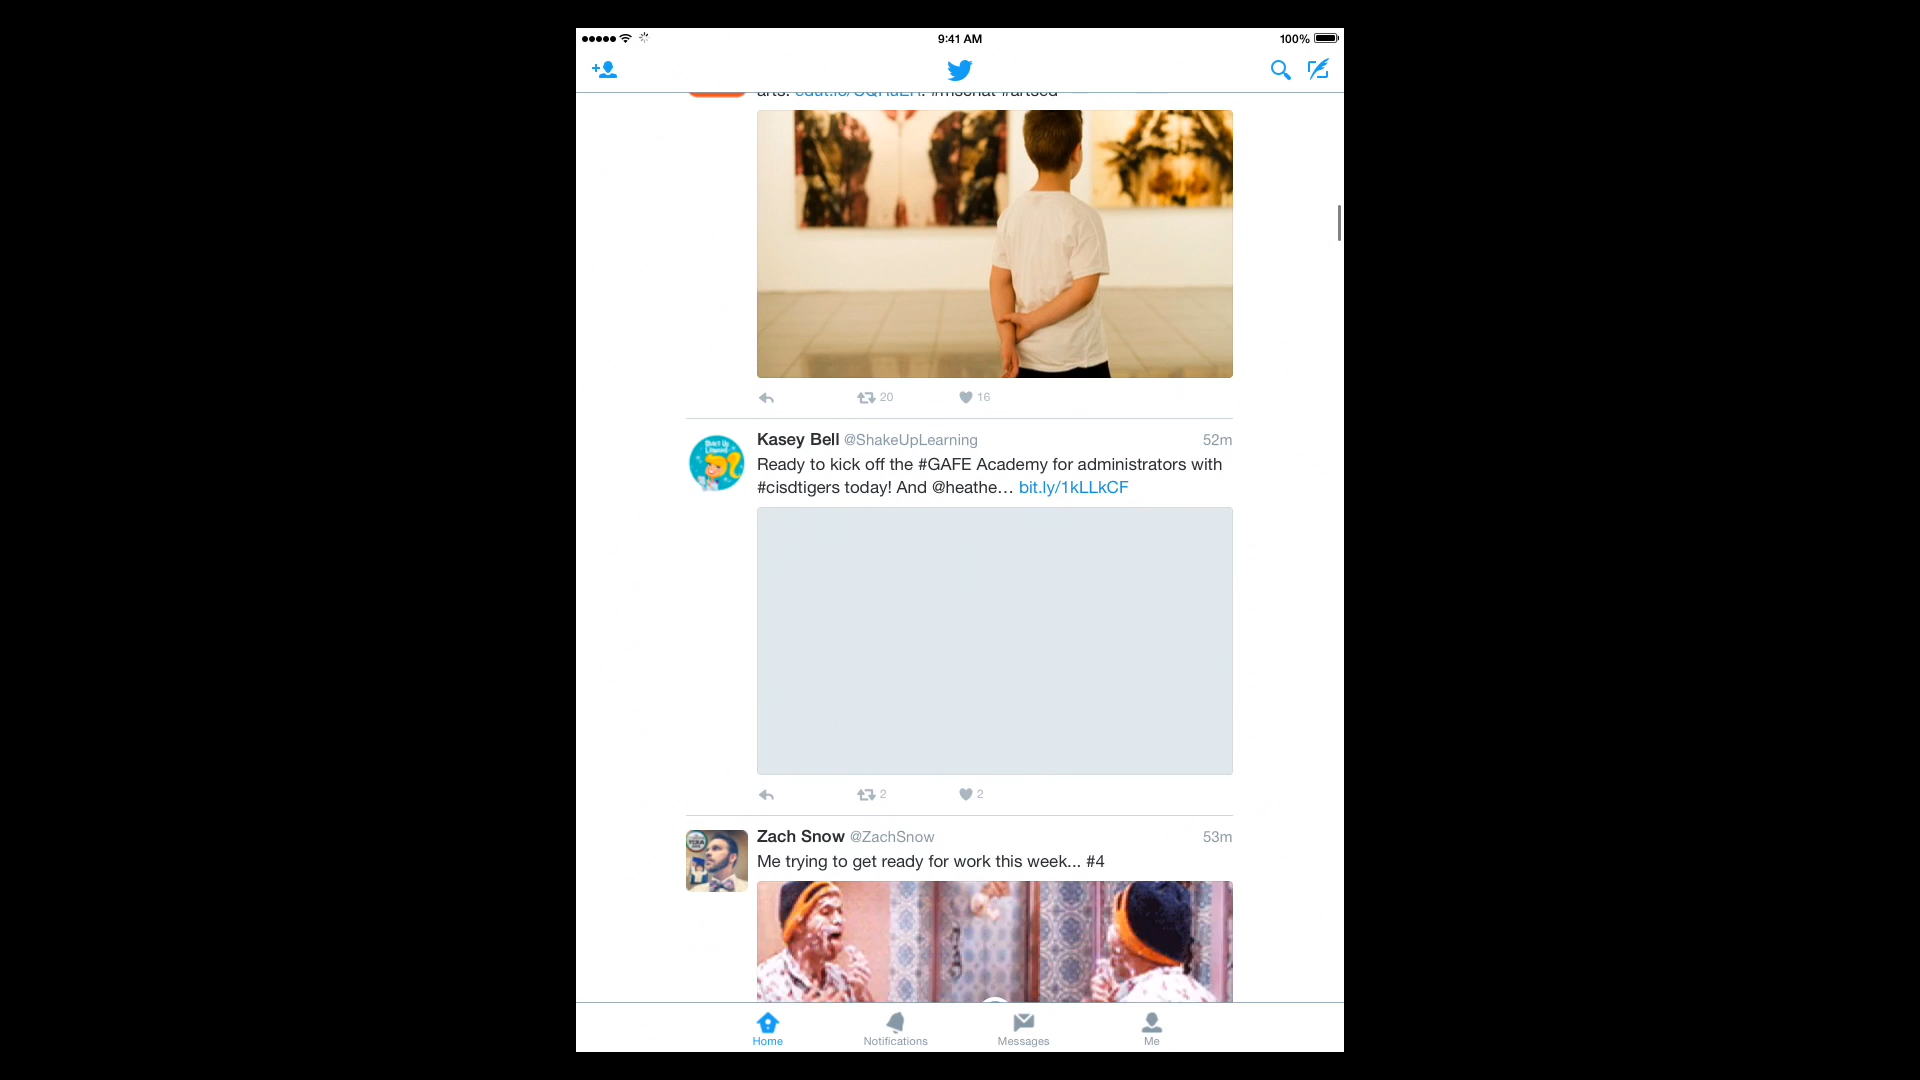 9:41 AM
100%
#artsed
20
16
Kasey Bell @ShakeUpLearning
52m
Ready to kick off the #GAFE Academy for administrators with
#cisdtigers today! And @heathe… bit.ly/1kLLkCF
2
2
Zach Snow @ZachSnow
53m
Me trying to get ready for work this week... #4
Home
Notifications
Messages
Me